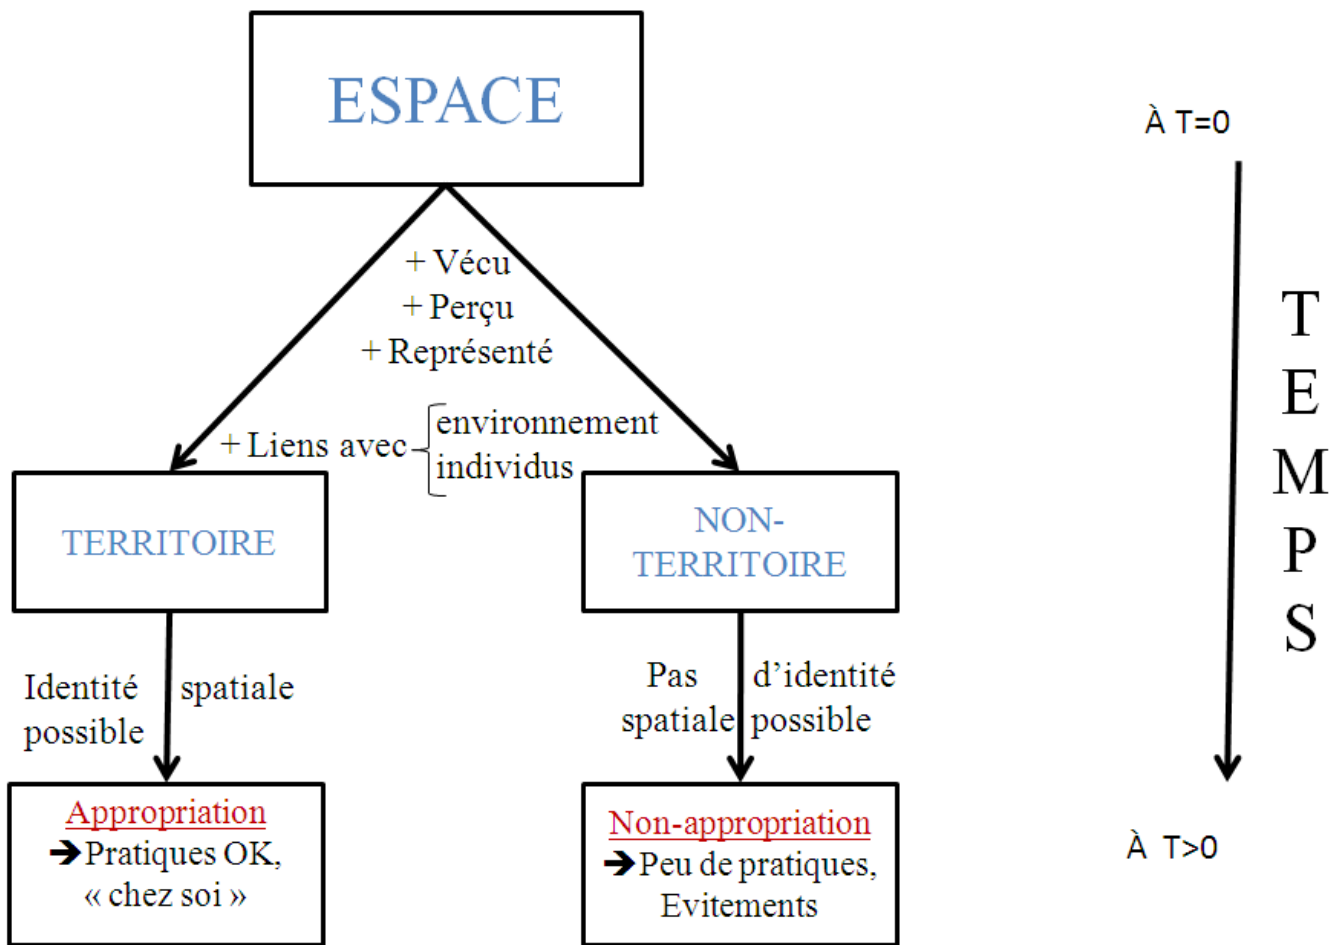 ESPACE
À T=0
+ Vécu
+ Perçu
+ Représenté
+ Liens avec
environnement
individus
TERRITOIRE
NON-
TERRITOIRE
Identité spatiale
possible
Pas d’identité
spatiale possible
Appropriation
➔Pratiques OK,
« chez soi »
Non-appropriation
➔Peu de pratiques,
Evitements
À T>0
T
E
M
P
S